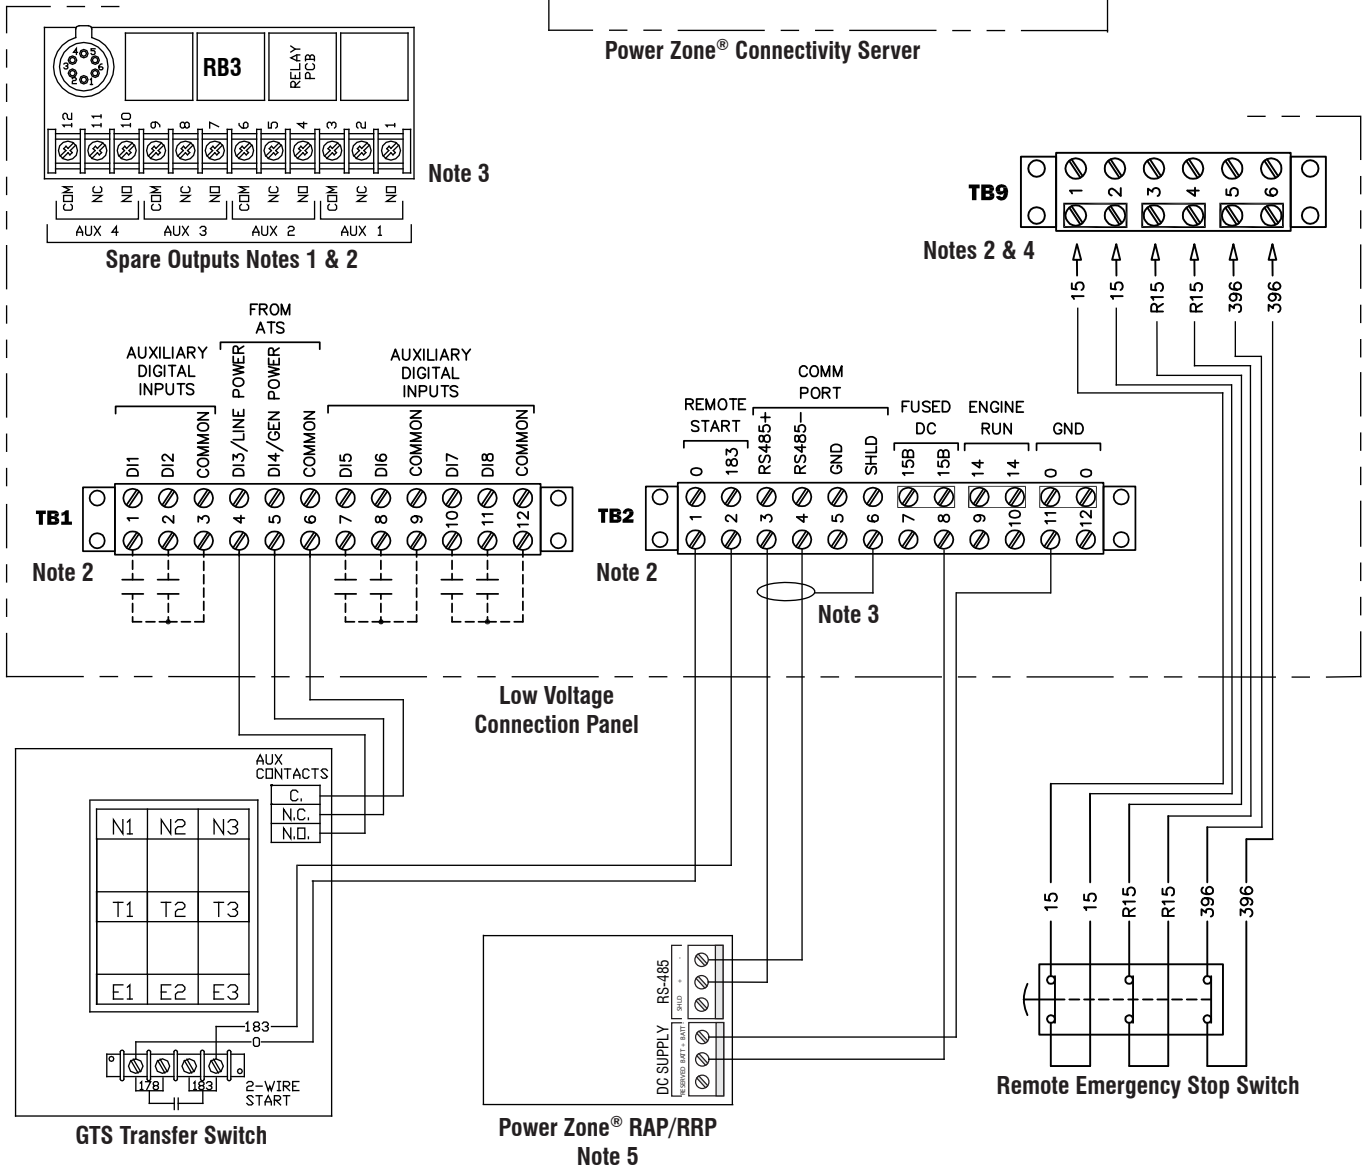 Power Zone® Connectivity Server
4 5
3 6
2 1
RB3
RELAY
PCB
12 11 10 9 8 7 6 5 4 3 2 1
COM NC NO COM NC NO COM NC NO COM NC NO
AUX 4 AUX 3 AUX 2 AUX 1
Note 3
Spare Outputs Notes 1 & 2
TB9
1 2 3 4 5 6
Notes 2 & 4
15 15 R15 R15 396 396
FROM
ATS
AUXILIARY
DIGITAL
INPUTS
AUXILIARY
DIGITAL
INPUTS
DI1 DI2 COMMON DI3/LINE POWER DI4/GEN POWER COMMON DI5 DI6 COMMON DI7 DI8 COMMON
TB1
1 2 3 4 5 6 7 8 9 10 11 12
Note 2
COMM
PORT
REMOTE
START
FUSED
DC
ENGINE
RUN
GND
0 183 RS485+ RS485- GND SHLD 15B 15B 14 14 0 0
TB2
1 2 3 4 5 6 7 8 9 10 11 12
Note 2
Note 3
Low Voltage
Connection Panel
AUX
CONTACTS
C.
N.C.
N.O.
N1 N2 N3
T1 T2 T3
E1 E2 E3
183
0
178 183
2-WIRE
START
GTS Transfer Switch
RS-485
SHLD + -
DC SUPPLY
RESERVED BATT + BATT -
Power Zone® RAP/RRP
Note 5
15 15 R15 R15 396 396
Remote Emergency Stop Switch